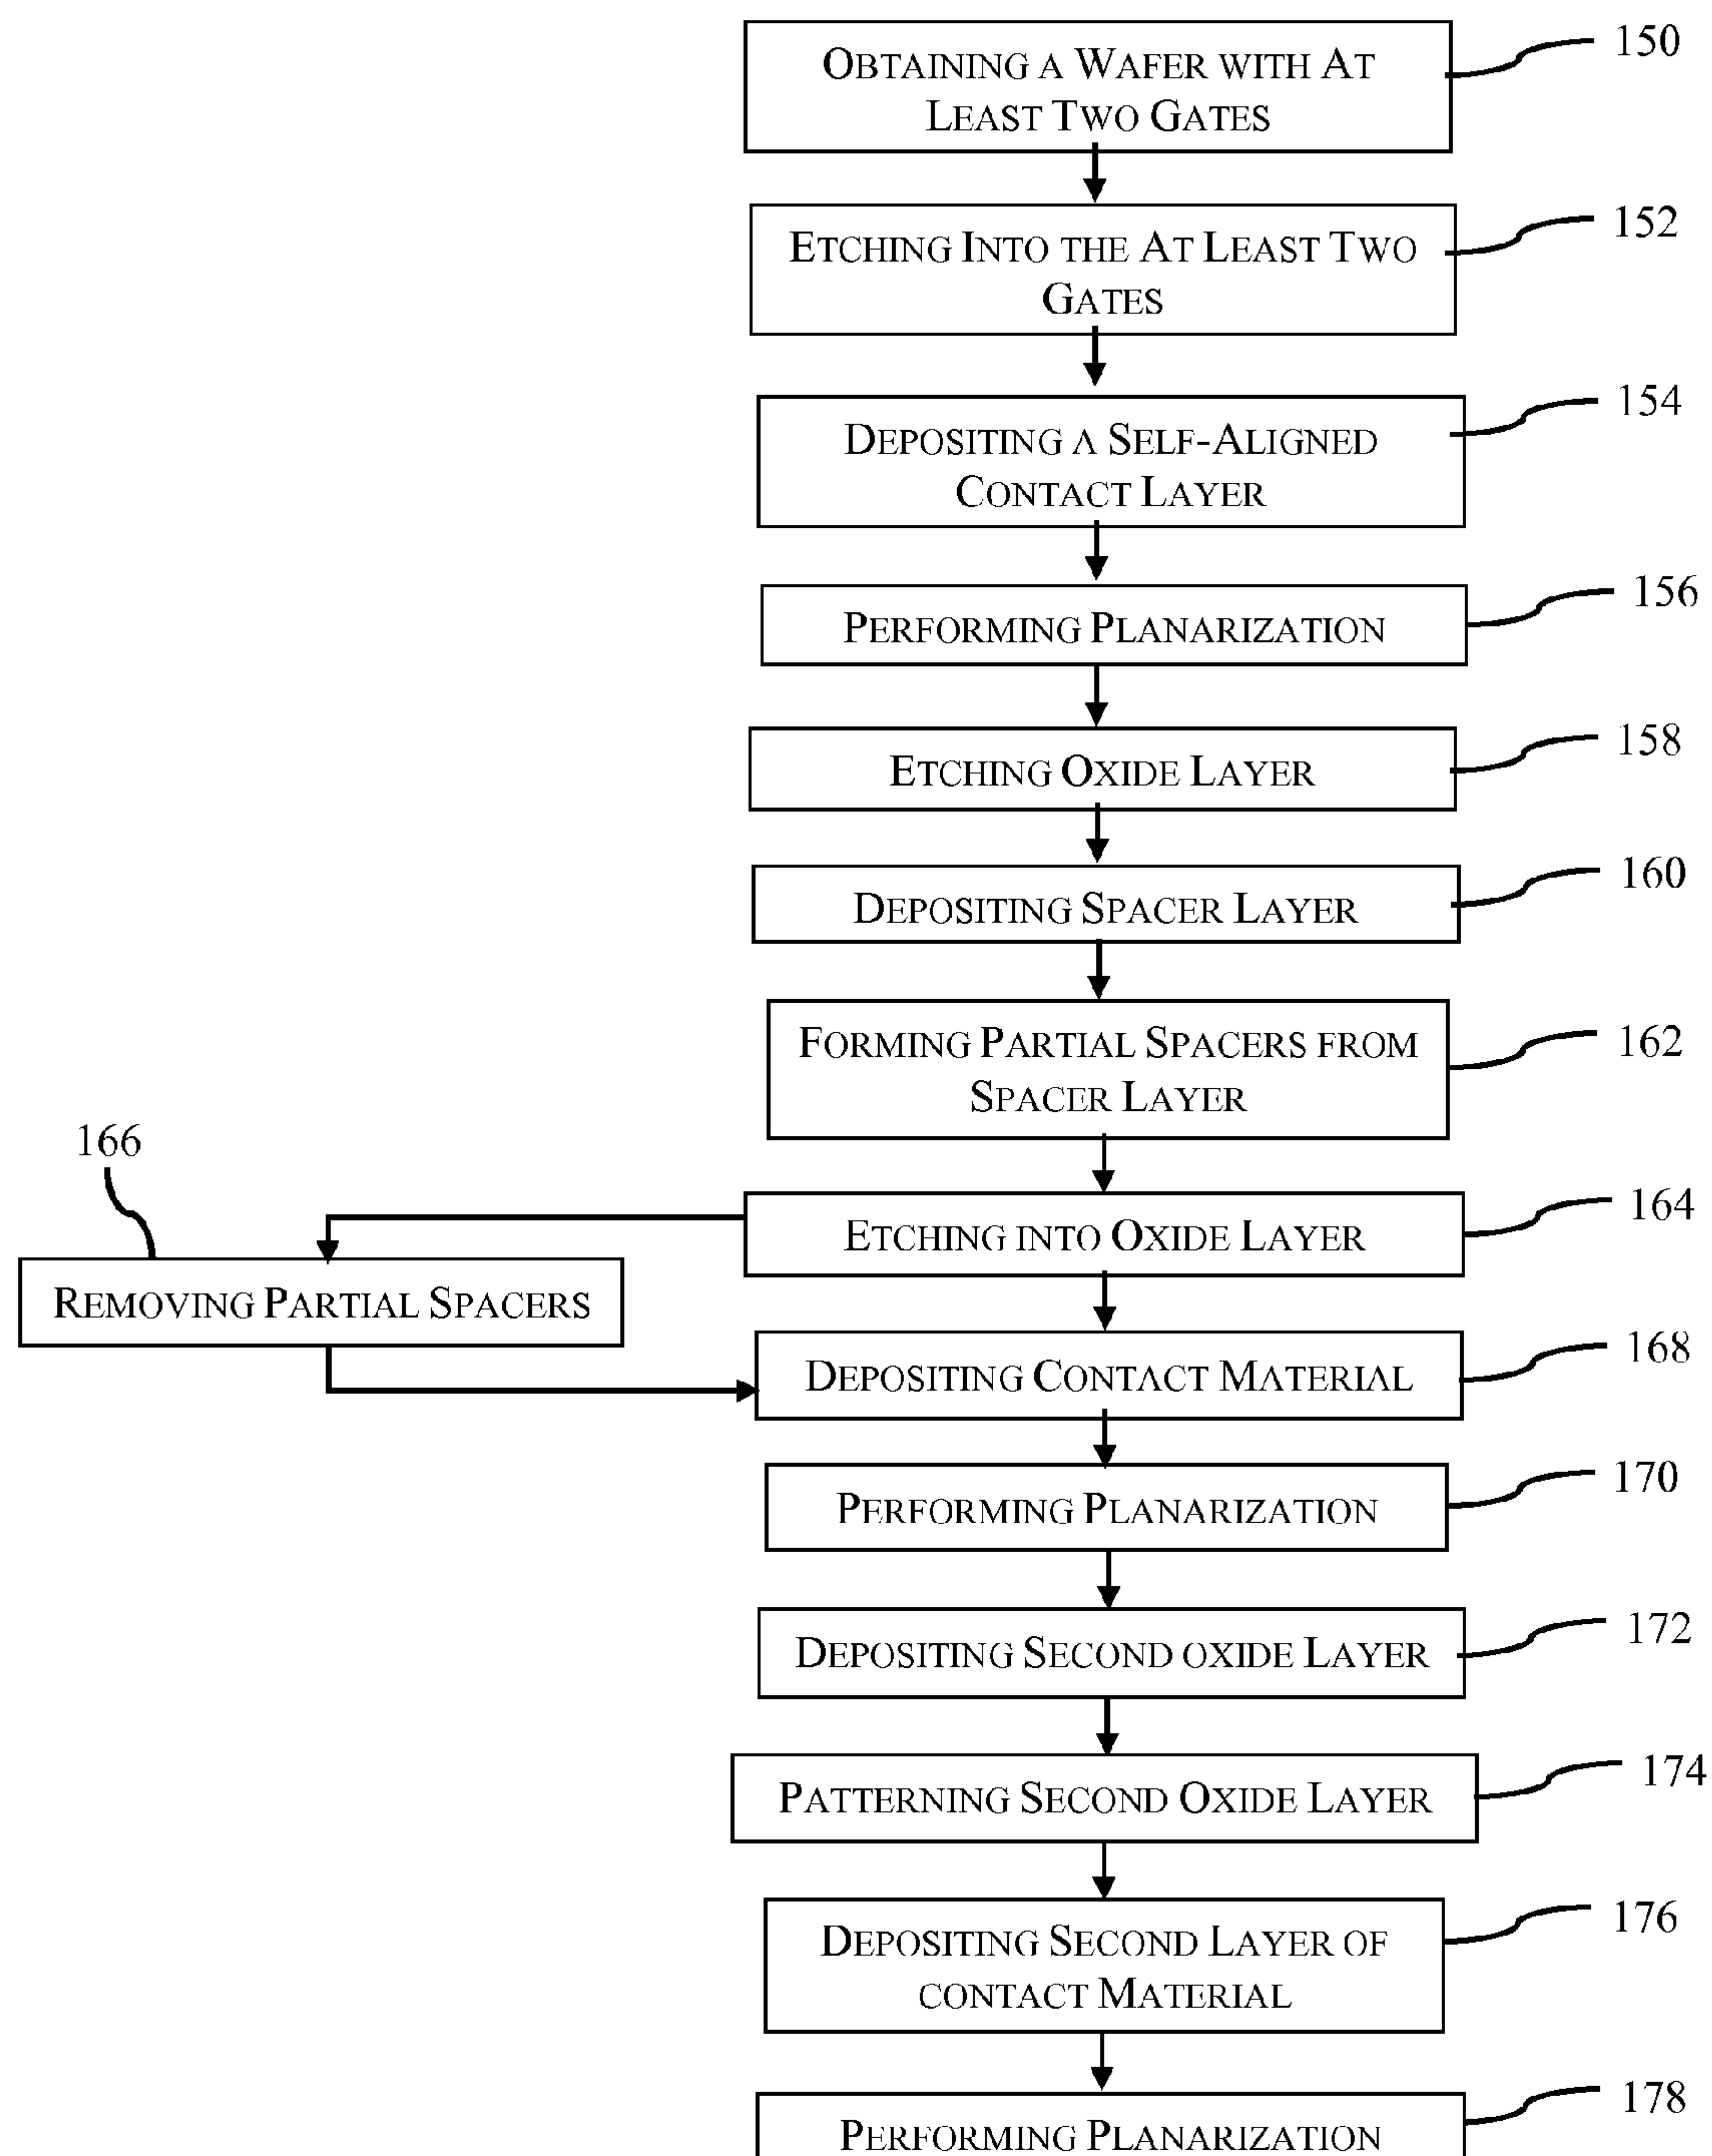 Obtaining a Wafer with At
Least Two Gates
150
Etching Into the At Least Two
Gates
152
Depositing a Self-Aligned
Contact Layer
154
Performing Planarization
156
Etching Oxide Layer
158
Depositing Spacer Layer
160
Forming Partial Spacers from
Spacer Layer
162
Etching into Oxide Layer
164
166
Removing Partial Spacers
Depositing Contact Material
168
Performing Planarization
170
Depositing Second oxide Layer
172
Patterning Second Oxide Layer
174
Depositing Second Layer of
contact Material
176
Performing Planarization
178